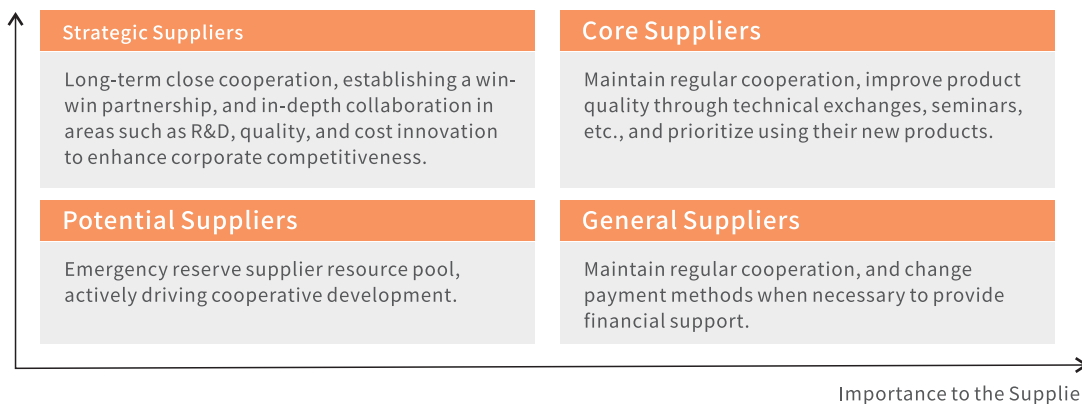 Strategic Suppliers
Long-term close cooperation, establishing a win-
win partnership, and in-depth collaboration in
areas such as R&D, quality, and cost innovation
to enhance corporate competitiveness.
Core Suppliers
Maintain regular cooperation, improve product
quality through technical exchanges, seminars,
etc., and prioritize using their new products.
Potential Suppliers
Emergency reserve supplier resource pool,
actively driving cooperative development.
General Suppliers
Maintain regular cooperation, and change
payment methods when necessary to provide
financial support.
Importance to the Supplie